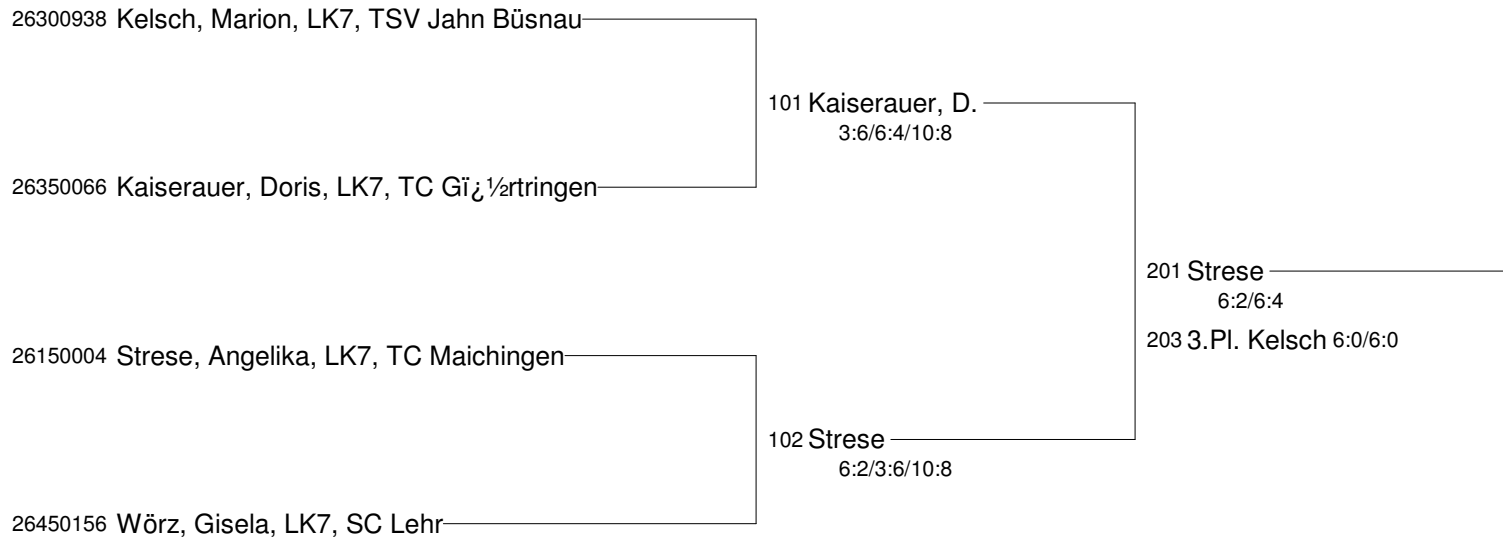 26300938 Kelsch, Marion, LK7, TSV Jahn Büsnau
101 Kaiserauer, D.
3:6/6:4/10:8
26350066 Kaiserauer, Doris, LK7, TC Gï¿½rtringen
201 Strese
6:2/6:4
203 3.Pl. Kelsch 6:0/6:0
26150004 Strese, Angelika, LK7, TC Maichingen
102 Strese
6:2/3:6/10:8
26450156 Wörz, Gisela, LK7, SC Lehr